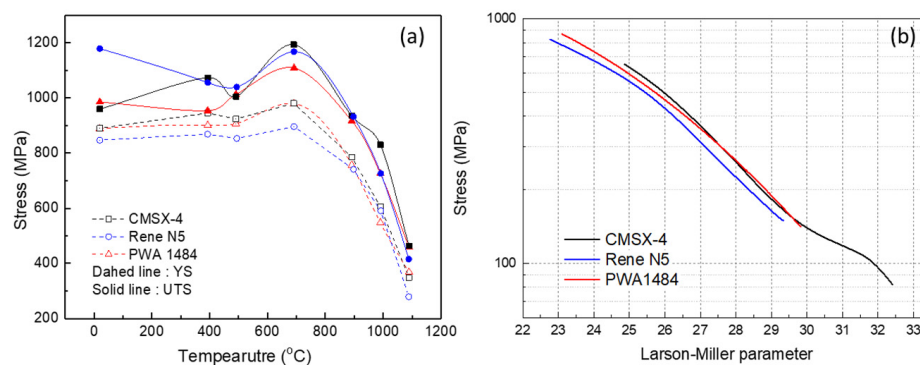 (a)
1200
1000
800
600
400
200
Stress (MPa)
CMSX-4
Rene N5
PWA 1484
Dahed line : YS
Solid line : UTS
0 200 400 600 800 1000 1200
Tempearutre (°C)
(b)
1000
100
Stress (MPa)
CMSX-4
Rene N5
PWA1484
22 23 24 25 26 27 28 29 30 31 32 33
Larson-Miller parameter